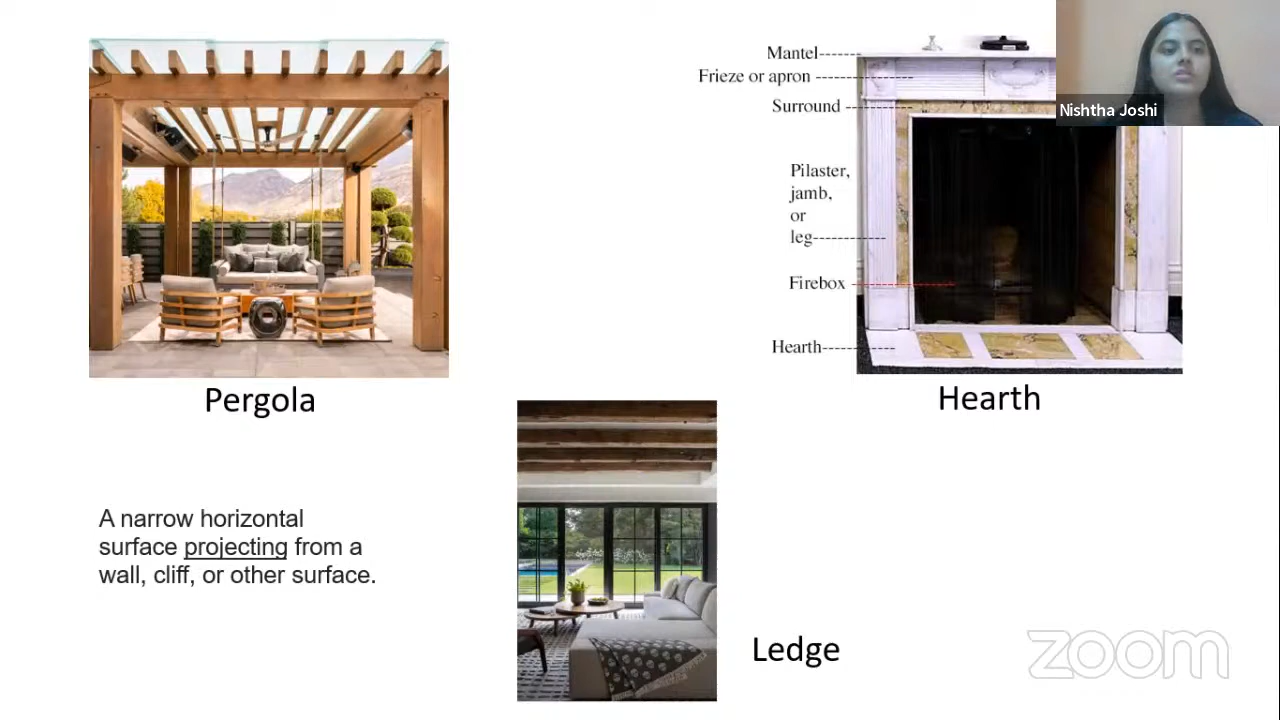 Mantel
Frieze or apron
Surround
Pilaster,
jamb,
or
leg
Firebox
Hearth
Nishtha Joshi
Pergola
Hearth
A narrow horizontal
surface projecting from a
wall, cliff, or other surface.
Ledge
zoom